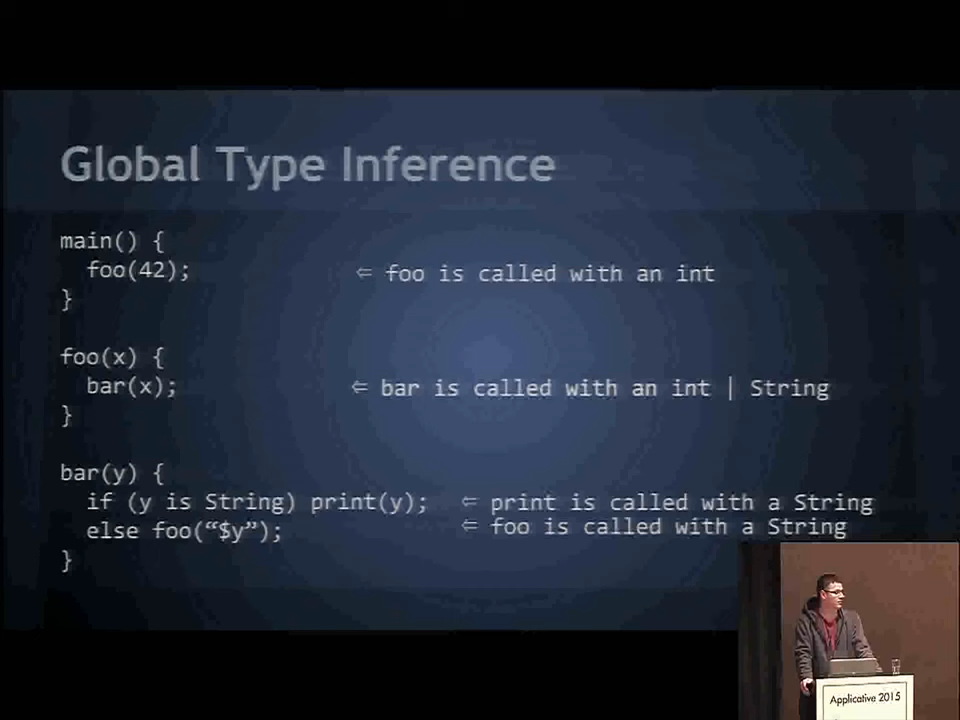 Global Type Inference
main() {
foo(42); ⇐ foo is called with an int
}
foo(x) {
bar(x); ⇐ bar is called with an int | String
}
bar(y) {
if (y is String) print(y); ⇐ print is called with a String
else foo(“$y”); ⇐ foo is called with a String
}
Applicative 2015